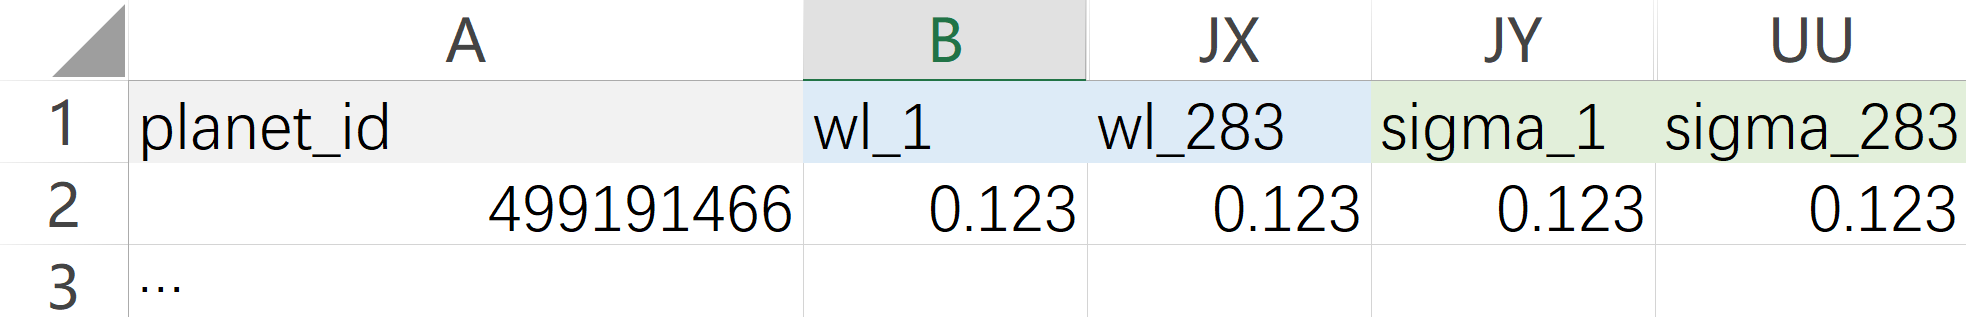 A B JX JY UU
1 planet_id wl_1 wl_283 sigma_1 sigma_283
2 499191466 0.123 0.123 0.123 0.123
3 ...